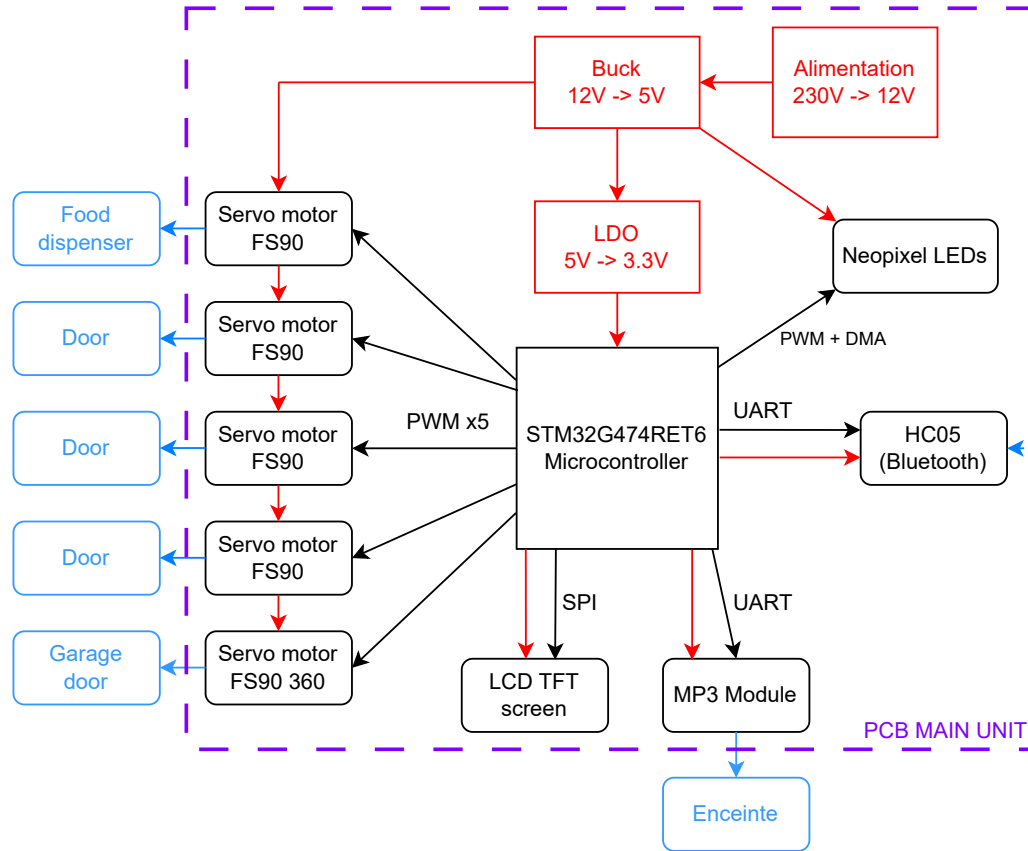 Buck
12V -> 5V
Alimentation
230V -> 12V
Food
dispenser
Servo motor
FS90
LDO
5V -> 3.3V
Neopixel LEDs
Door
Servo motor
FS90
PWM + DMA
Door
Servo motor
FS90
PWM x5
STM32G474RET6
Microcontroller
UART
HC05
(Bluetooth)
Door
Servo motor
FS90
SPI
UART
Garage
door
Servo motor
FS90 360
LCD TFT
screen
MP3 Module
PCB MAIN UNIT
Enceinte